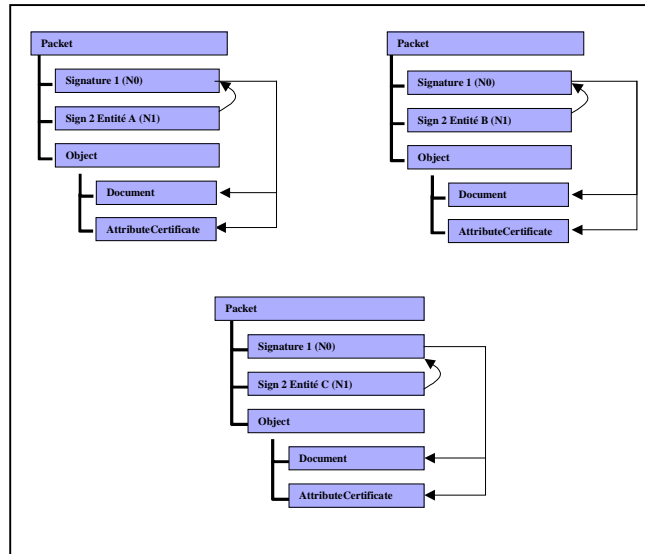 Packet
Signature 1 (N0)
Sign 2 Entité A (N1)
Object
Document
AttributeCertificate
Packet
Signature 1 (N0)
Sign 2 Entité B (N1)
Object
Document
AttributeCertificate
Packet
Signature 1 (N0)
Sign 2 Entité C (N1)
Object
Document
AttributeCertificate